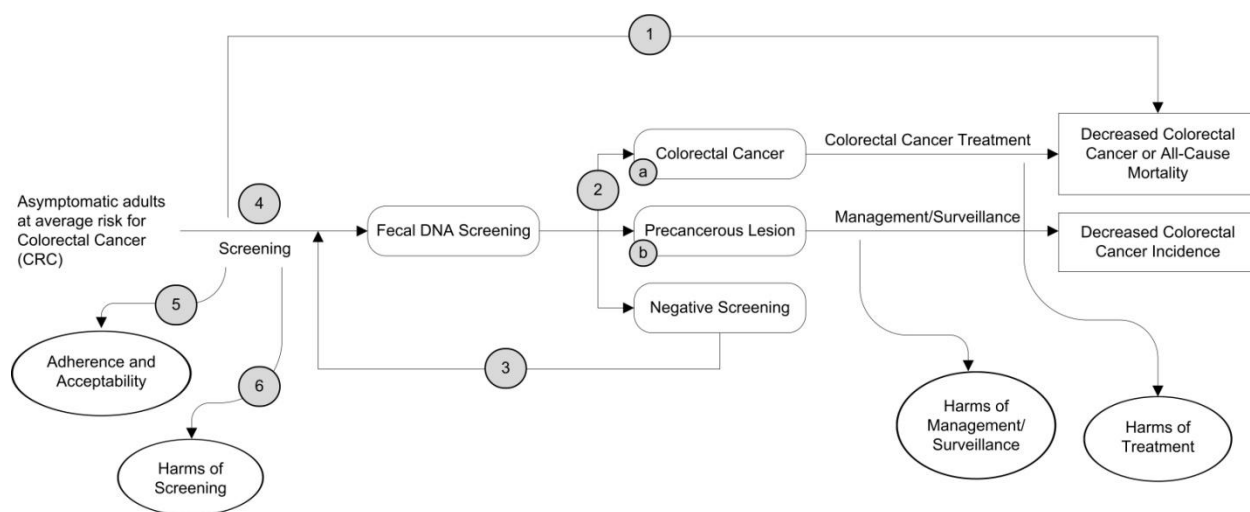 1
Asymptomatic adults
at average risk for
Colorectal Cancer
(CRC)
4
Screening
Fecal DNA Screening
2
Colorectal Cancer
a
Colorectal Cancer Treatment
Decreased Colorectal
Cancer or All-Cause
Mortality
Precancerous Lesion
b
Management/Surveillance
Decreased Colorectal
Cancer Incidence
Negative Screening
3
5
Adherence and
Acceptability
6
Harms of
Screening
Harms of
Management/
Surveillance
Harms of
Treatment